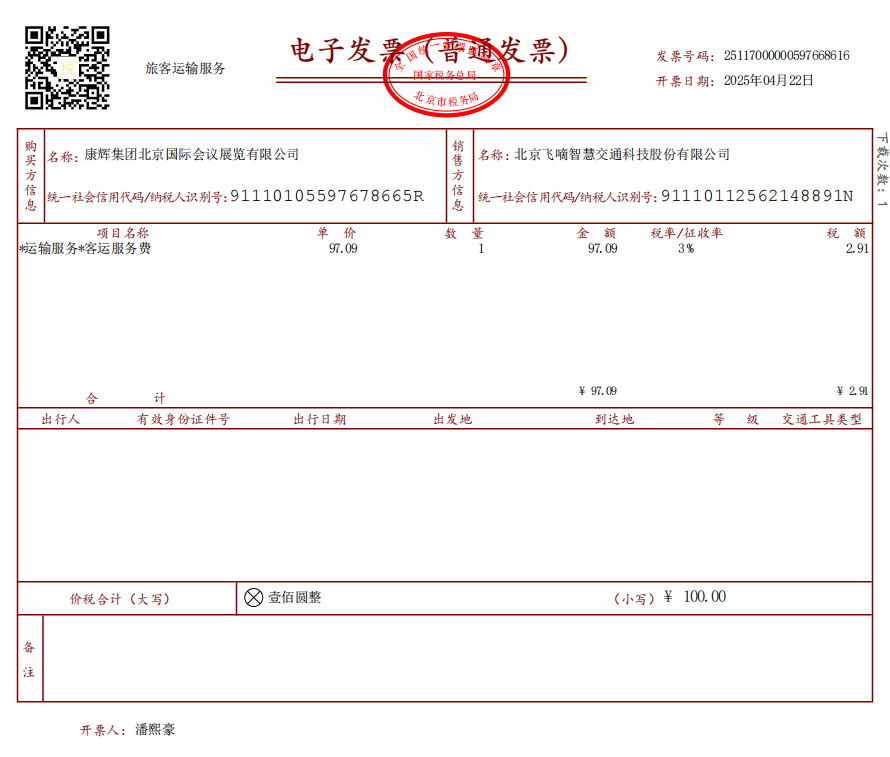 电子发票（普通发票）
旅客运输服务
全国统一发票监制章
国家税务总局
北京市税务局
发票号码：25117000000597668616
开票日期：2025年04月22日
下载次数：1
购买方信息
名称：康辉集团北京国际会议展览有限公司
统一社会信用代码/纳税人识别号：91110105597678665R
销售方信息
名称：北京飞嘀智慧交通科技股份有限公司
统一社会信用代码/纳税人识别号：91110112562148891N
项目名称 单价 数量 金额 税率/征收率 税额
*运输服务*客运服务费 97.09 1 97.09 3% 2.91
合计 ¥ 97.09 ¥ 2.91
出行人 有效身份证件号 出行日期 出发地 到达地 等级 交通工具类型
价税合计（大写） 壹佰圆整 （小写）¥ 100.00
备注
开票人：潘熙豪